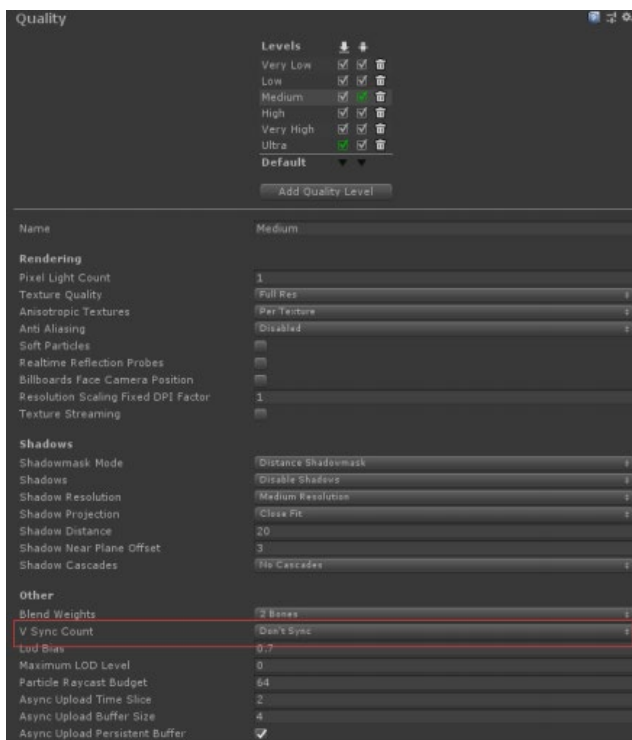 Quality
Levels
Very Low
Low
Medium
High
Very High
Ultra
Default
Add Quality Level
Name Medium
Rendering
Pixel Light Count 1
Texture Quality Full Res
Anisotropic Textures Per Texture
Anti Aliasing Disabled
Soft Particles
Realtime Reflection Probes
Billboards Face Camera Position
Resolution Scaling Fixed DPI Factor 1
Texture Streaming
Shadows
Shadowmask Mode Distance Shadowmask
Shadows Disable Shadows
Shadow Resolution Medium Resolution
Shadow Projection Close Fit
Shadow Distance 20
Shadow Near Plane Offset 3
Shadow Cascades No Cascades
Other
Blend Weights 2 Bones
V Sync Count Don't Sync
Lod Bias 0.7
Maximum LOD Level 0
Particle Raycast Budget 64
Async Upload Time Slice 2
Async Upload Buffer Size 4
Async Upload Persistent Buffer